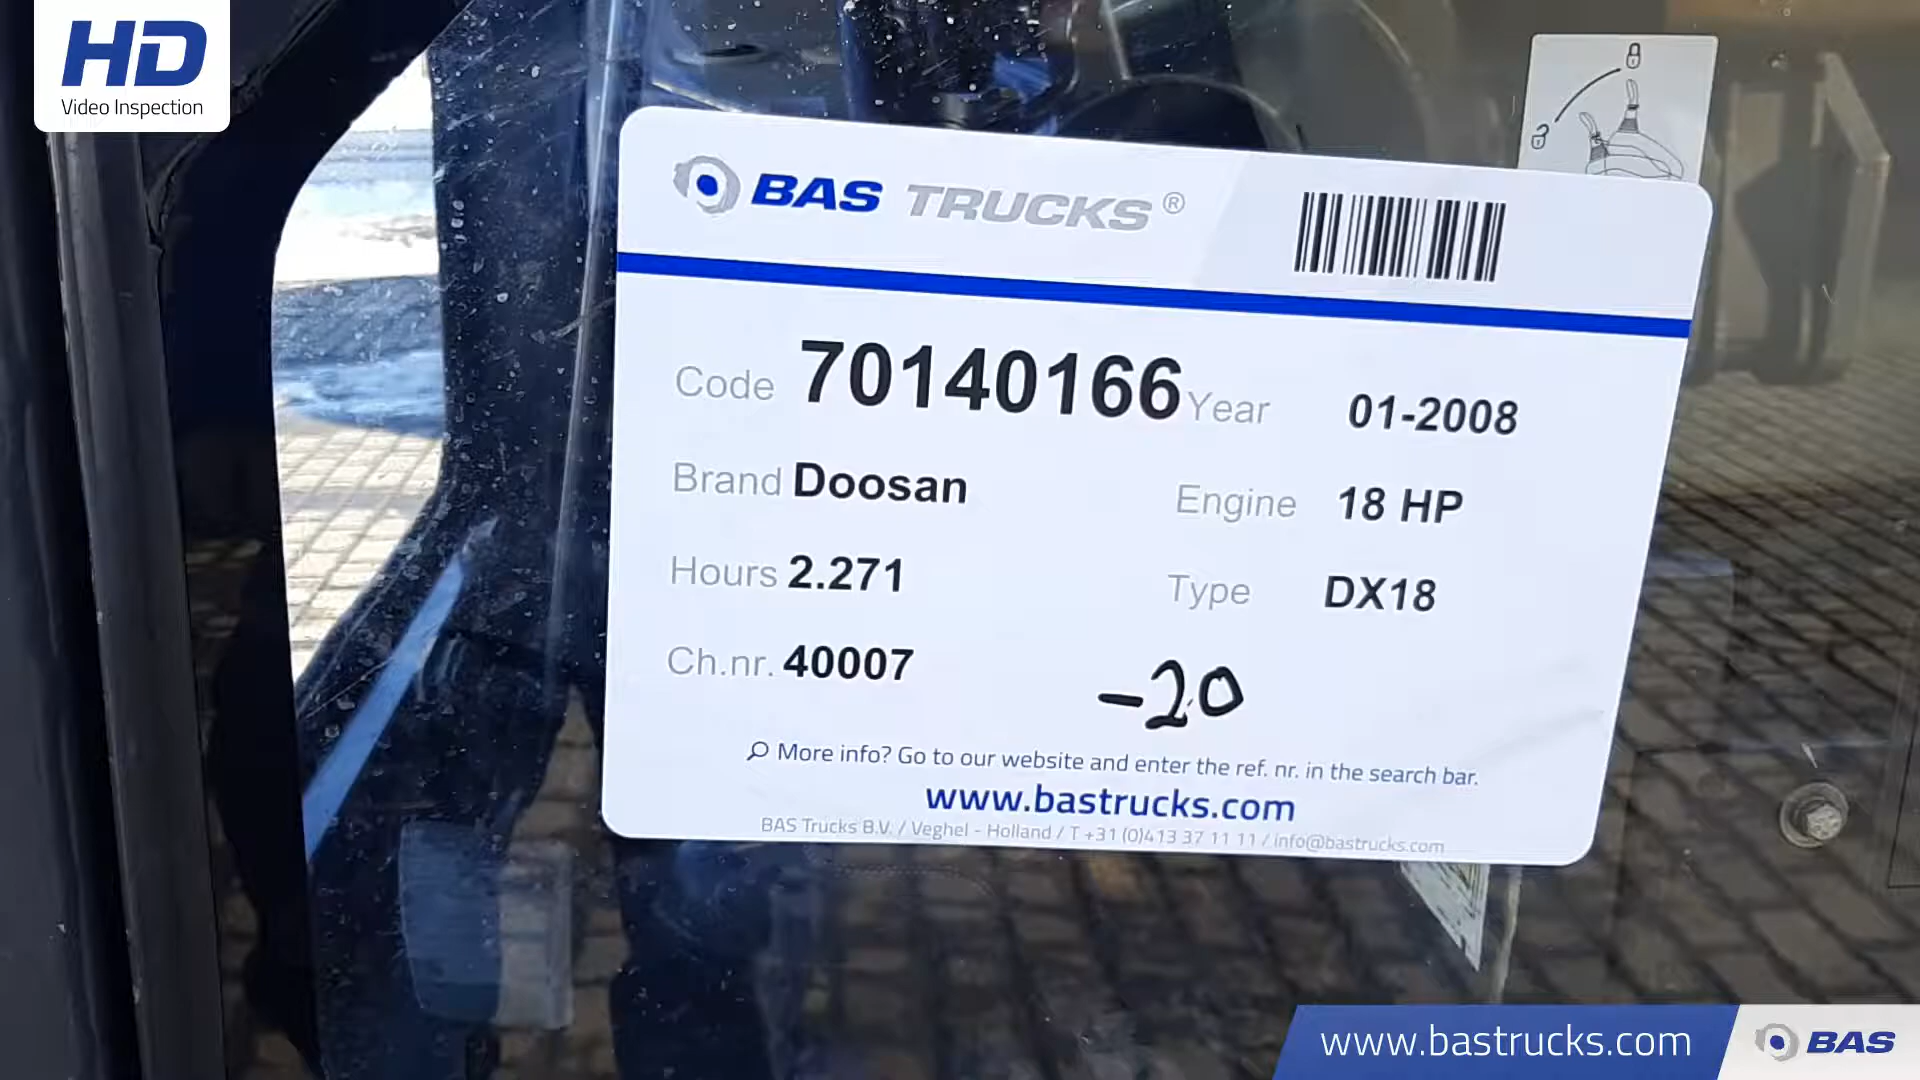 HD
Video Inspection
BAS TRUCKS®
Code 70140166 Year 01-2008
Brand Doosan Engine 18 HP
Hours 2.271 Type DX18
Ch.nr. 40007 -20
More info? Go to our website and enter the ref. nr. in the search bar.
www.bastrucks.com
BAS Trucks B.V. / Veghel - Holland / T +31 (0)413 37 11 11 / info@bastrucks.com
www.bastrucks.com BAS